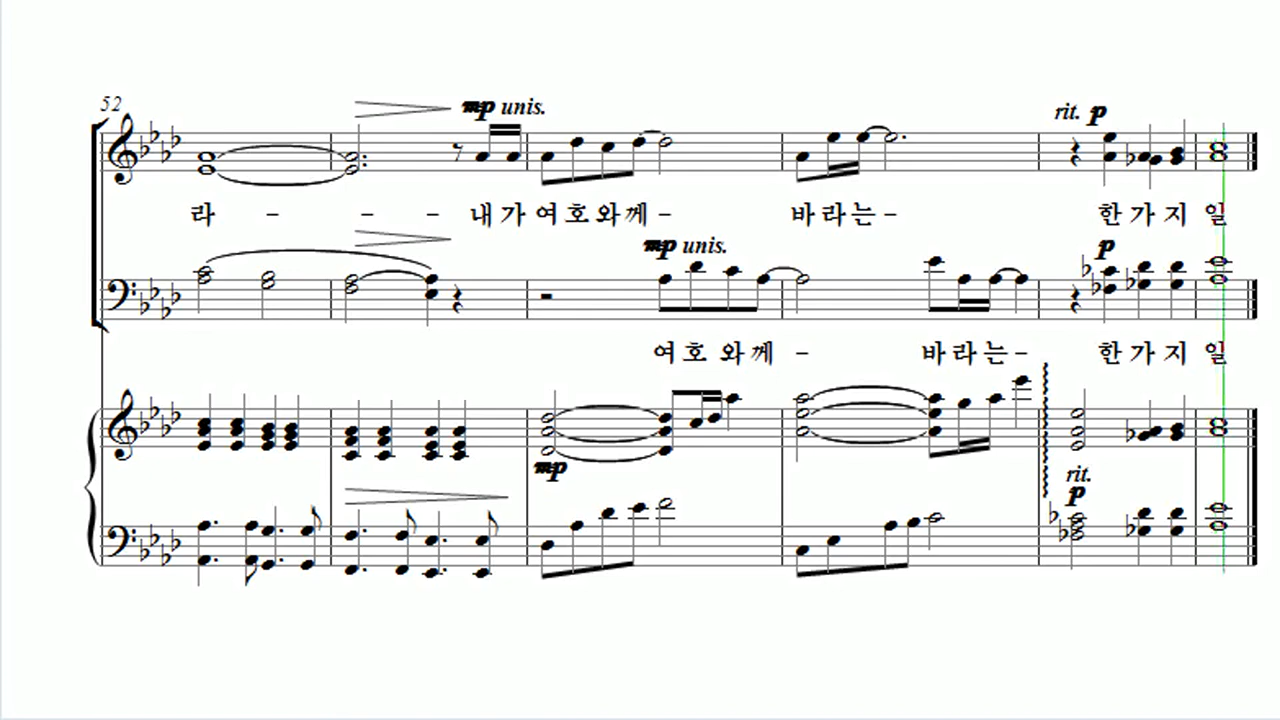 52
mp unis.
rit. p
라 - - - 내 가 여 호 와 께 - 바 라 는 - 한 가 지 일
mp unis.
p
여 호 와 께 - 바 라 는 - 한 가 지 일
mp
rit.
p